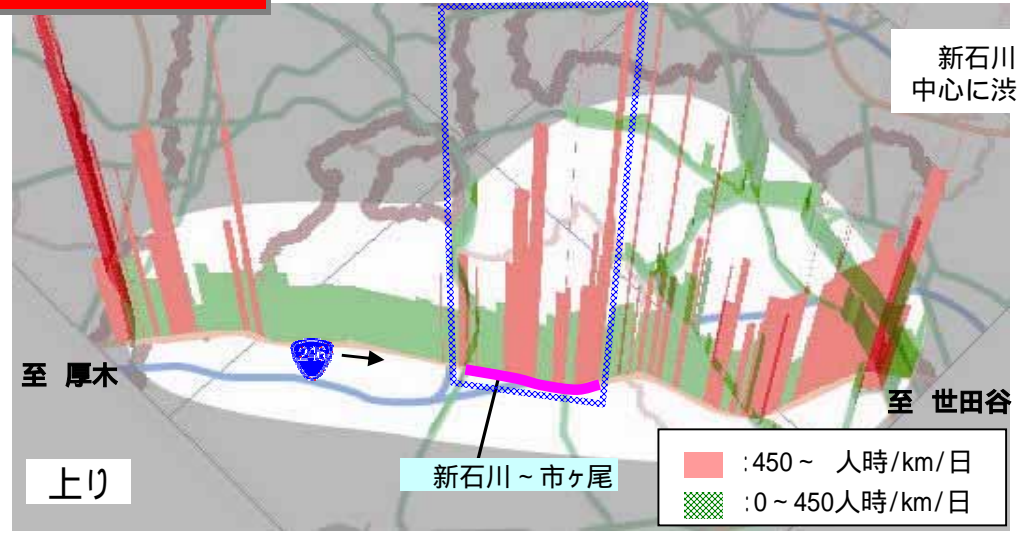 新石川
中心に渋
246
至 厚木
至 世田谷
上り
新石川～市ヶ尾
:450～ 人時/km/日
:0～450人時/km/日